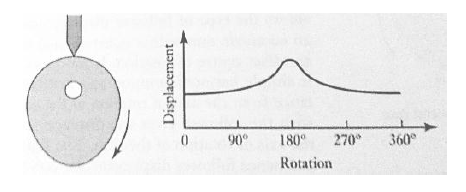 Displacement
0 90° 180° 270° 360°
Rotation